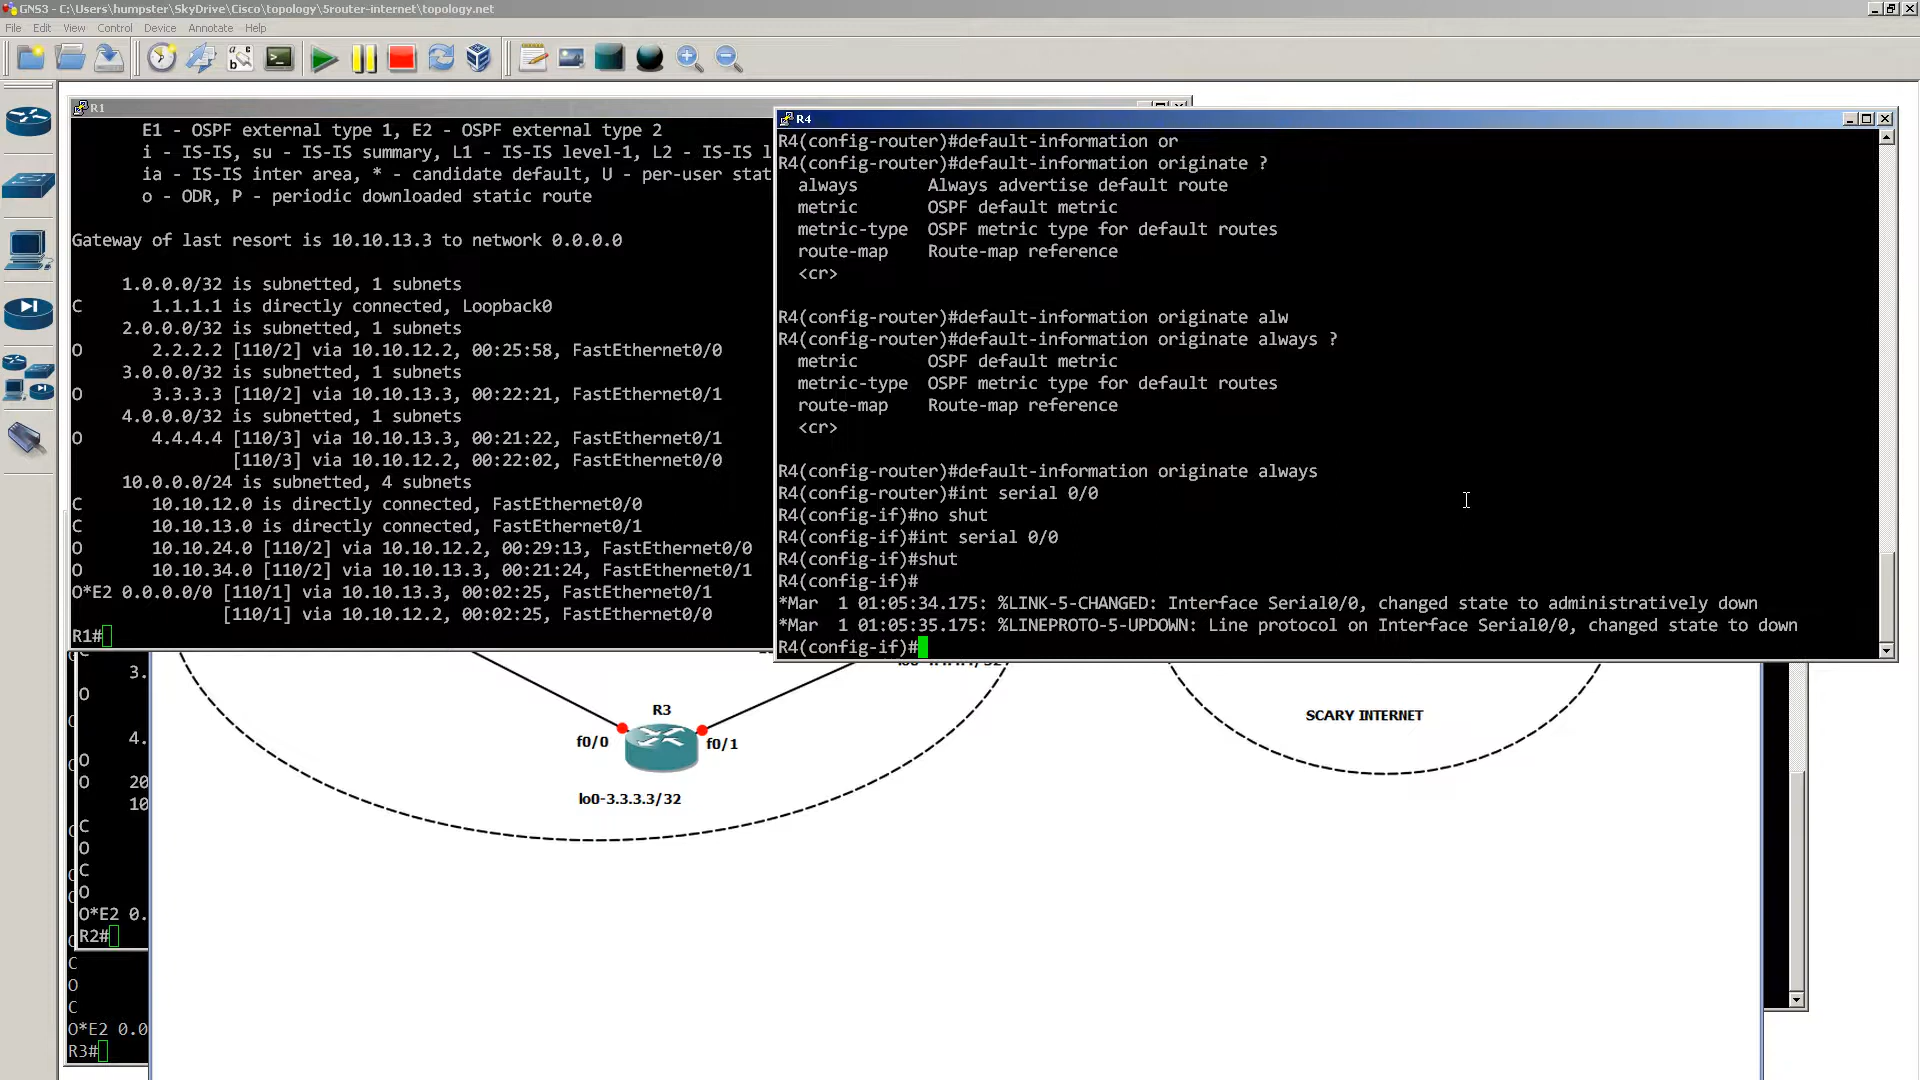 GNS3 - C:\Users\humpster\SkyDrive\Cisco\topology\5router-internet\topology.net
File Edit View Control Device Annotate Help
R1
E1 - OSPF external type 1, E2 - OSPF external type 2
i - IS-IS, su - IS-IS summary, L1 - IS-IS level-1, L2 - IS-IS l
ia - IS-IS inter area, * - candidate default, U - per-user stat
o - ODR, P - periodic downloaded static route
Gateway of last resort is 10.10.13.3 to network 0.0.0.0
1.0.0.0/32 is subnetted, 1 subnets
C 1.1.1.1 is directly connected, Loopback0
2.0.0.0/32 is subnetted, 1 subnets
O 2.2.2.2 [110/2] via 10.10.12.2, 00:25:58, FastEthernet0/0
3.0.0.0/32 is subnetted, 1 subnets
O 3.3.3.3 [110/2] via 10.10.13.3, 00:22:21, FastEthernet0/1
4.0.0.0/32 is subnetted, 1 subnets
O 4.4.4.4 [110/3] via 10.10.13.3, 00:21:22, FastEthernet0/1
[110/3] via 10.10.12.2, 00:22:02, FastEthernet0/0
10.0.0.0/24 is subnetted, 4 subnets
C 10.10.12.0 is directly connected, FastEthernet0/0
C 10.10.13.0 is directly connected, FastEthernet0/1
O 10.10.24.0 [110/2] via 10.10.12.2, 00:29:13, FastEthernet0/0
O 10.10.34.0 [110/2] via 10.10.13.3, 00:21:24, FastEthernet0/1
O*E2 0.0.0.0/0 [110/1] via 10.10.13.3, 00:02:25, FastEthernet0/1
[110/1] via 10.10.12.2, 00:02:25, FastEthernet0/0
R1#
R4
R4(config-router)#default-information or
R4(config-router)#default-information originate ?
always Always advertise default route
metric OSPF default metric
metric-type OSPF metric type for default routes
route-map Route-map reference
<cr>
R4(config-router)#default-information originate alw
R4(config-router)#default-information originate always ?
metric OSPF default metric
metric-type OSPF metric type for default routes
route-map Route-map reference
<cr>
R4(config-router)#default-information originate always
R4(config-router)#int serial 0/0
R4(config-if)#no shut
R4(config-if)#int serial 0/0
R4(config-if)#shut
R4(config-if)#
*Mar 1 01:05:34.175: %LINK-5-CHANGED: Interface Serial0/0, changed state to administratively down
*Mar 1 01:05:35.175: %LINEPROTO-5-UPDOWN: Line protocol on Interface Serial0/0, changed state to down
R4(config-if)#
3.
O
4.
O
O 20
10
C
O
C
O
O*E2 0.
R2#
C
O
C
O*E2 0.0
R3#
R3
f0/0
f0/1
lo0-3.3.3.3/32
SCARY INTERNET